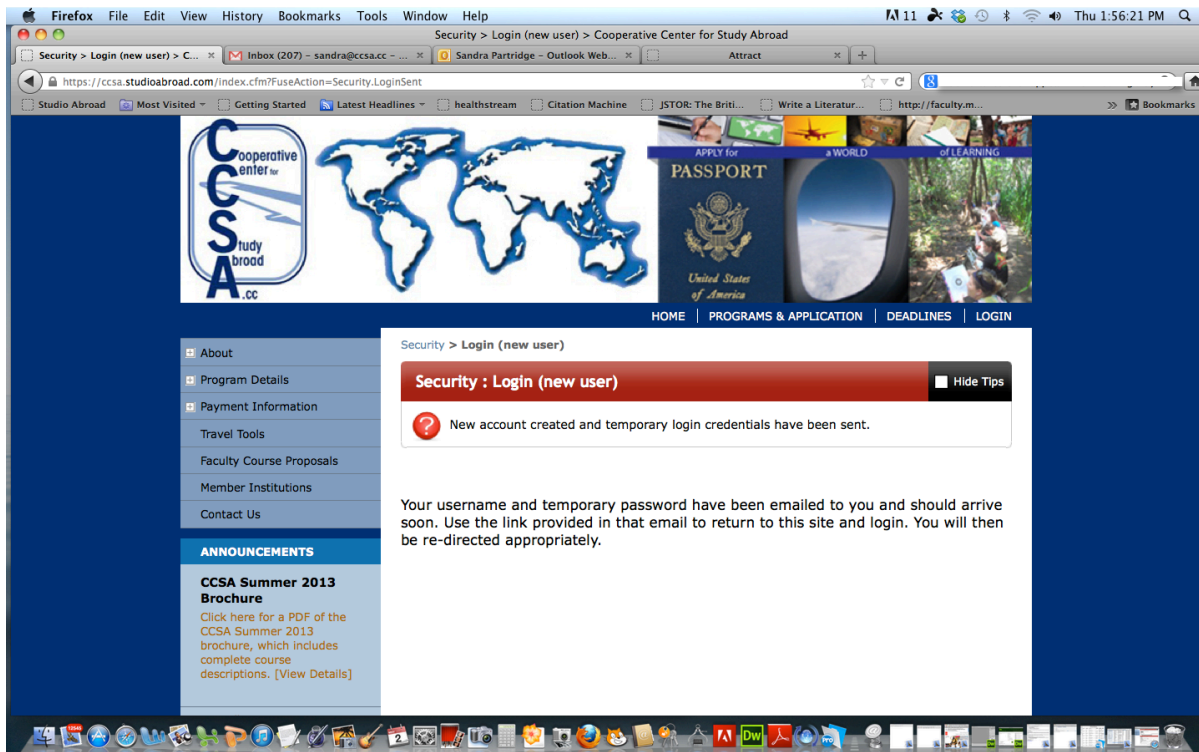 Firefox File Edit View History Bookmarks Tools Window Help 11 Thu 1:56:21 PM
Security > Login (new user) > Cooperative Center for Study Abroad
Security > Login (new user) > C... Inbox (207) – sandra@ccsa.cc – ... Sandra Partridge – Outlook Web... Attract
https://ccsa.studioabroad.com/index.cfm?FuseAction=Security.LoginSent
Studio Abroad Most Visited Getting Started Latest Headlines healthstream Citation Machine JSTOR: The Briti... Write a Literatur... http://faculty.m... Bookmarks
Cooperative
Center for
Study
Abroad
.cc
APPLY for a WORLD of LEARNING
PASSPORT
United States
of America
HOME | PROGRAMS & APPLICATION | DEADLINES | LOGIN
About
Program Details
Payment Information
Travel Tools
Faculty Course Proposals
Member Institutions
Contact Us
ANNOUNCEMENTS
CCSA Summer 2013
Brochure
Click here for a PDF of the
CCSA Summer 2013
brochure, which includes
complete course
descriptions. [View Details]
Security > Login (new user)
Security : Login (new user) Hide Tips
New account created and temporary login credentials have been sent.
Your username and temporary password have been emailed to you and should arrive
soon. Use the link provided in that email to return to this site and login. You will then
be re-directed appropriately.
Dw